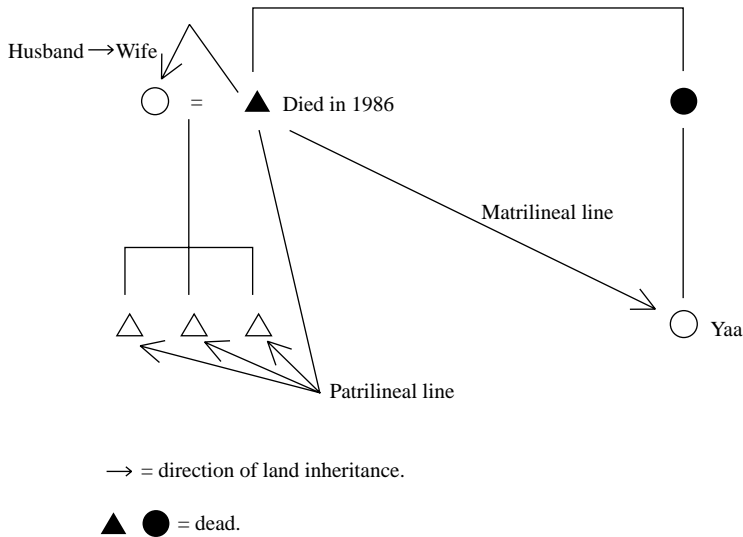 Husband → Wife
= Died in 1986
Matrilineal line
Yaa
Patrilineal line
→ = direction of land inheritance.
= dead.